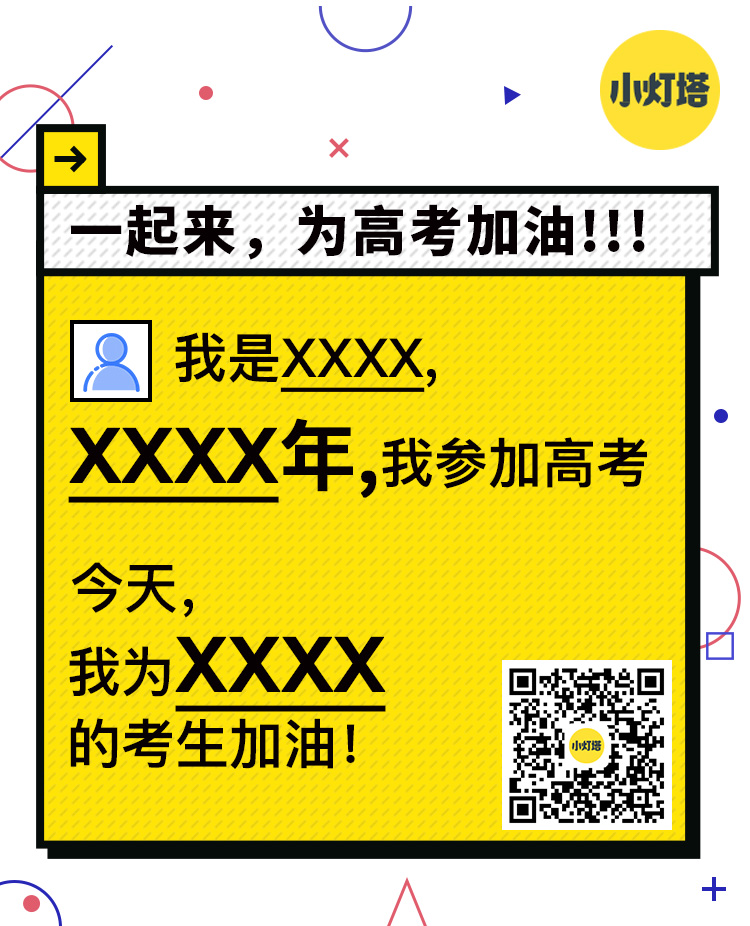 小灯塔
一起来，为高考加油!!!
我是XXXX,
XXXX年,我参加高考
今天,
我为XXXX
的考生加油！
小灯塔